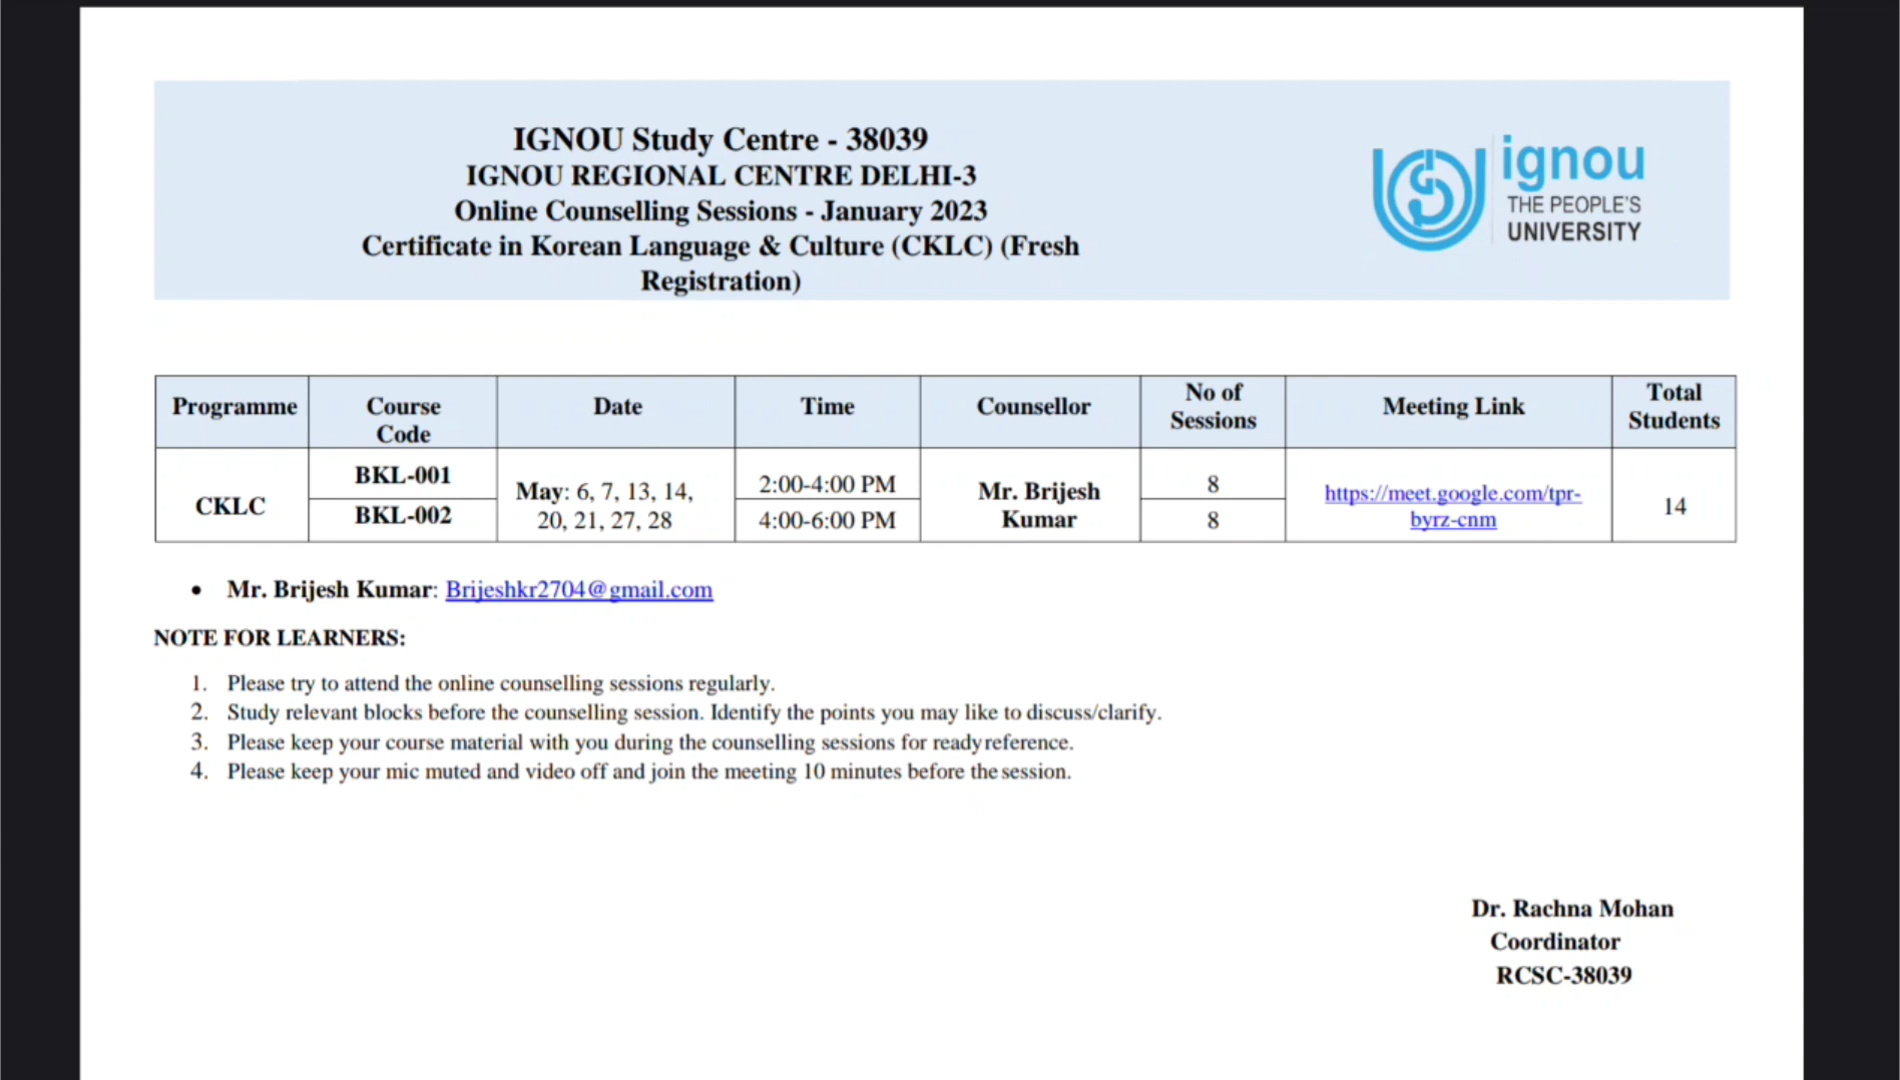 IGNOU Study Centre - 38039
IGNOU REGIONAL CENTRE DELHI-3
Online Counselling Sessions - January 2023
Certificate in Korean Language & Culture (CKLC) (Fresh
Registration)
ignou
THE PEOPLE'S
UNIVERSITY
Programme
Course
Code
Date
Time
Counsellor
No of
Sessions
Meeting Link
Total
Students
CKLC
BKL-001
BKL-002
May: 6, 7, 13, 14,
20, 21, 27, 28
2:00-4:00 PM
4:00-6:00 PM
Mr. Brijesh
Kumar
8
8
https://meet.google.com/tpr-
byrz-cnm
14
• Mr. Brijesh Kumar: Brijeshkr2704@gmail.com
NOTE FOR LEARNERS:
1. Please try to attend the online counselling sessions regularly.
2. Study relevant blocks before the counselling session. Identify the points you may like to discuss/clarify.
3. Please keep your course material with you during the counselling sessions for ready reference.
4. Please keep your mic muted and video off and join the meeting 10 minutes before the session.
Dr. Rachna Mohan
Coordinator
RCSC-38039